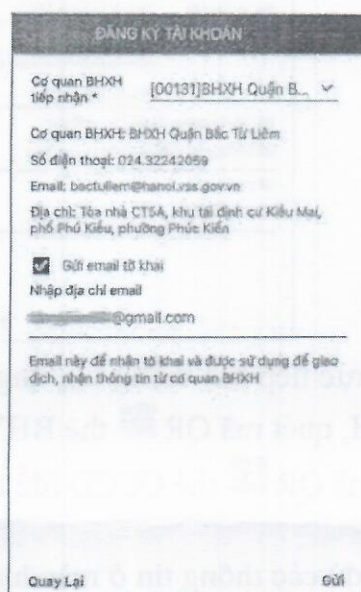 ĐĂNG KÝ TÀI KHOẢN
Cơ quan BHXH
tiếp nhận *
[00131]BHXH Quận B...
Cơ quan BHXH: BHXH Quận Bắc Từ Liêm
Số điện thoại: 024.32242059
Email: bactuliem@hanoi.vss.gov.vn
Địa chỉ: Tòa nhà CT5A, khu tái định cư Kiều Mai,
phố Phú Kiều, phường Phúc Kiến
Gửi email tờ khai
Nhập địa chỉ email
@gmail.com
Email này để nhận tờ khai và được sử dụng để giao
dịch, nhận thông tin từ cơ quan BHXH
Quay Lại
Gửi